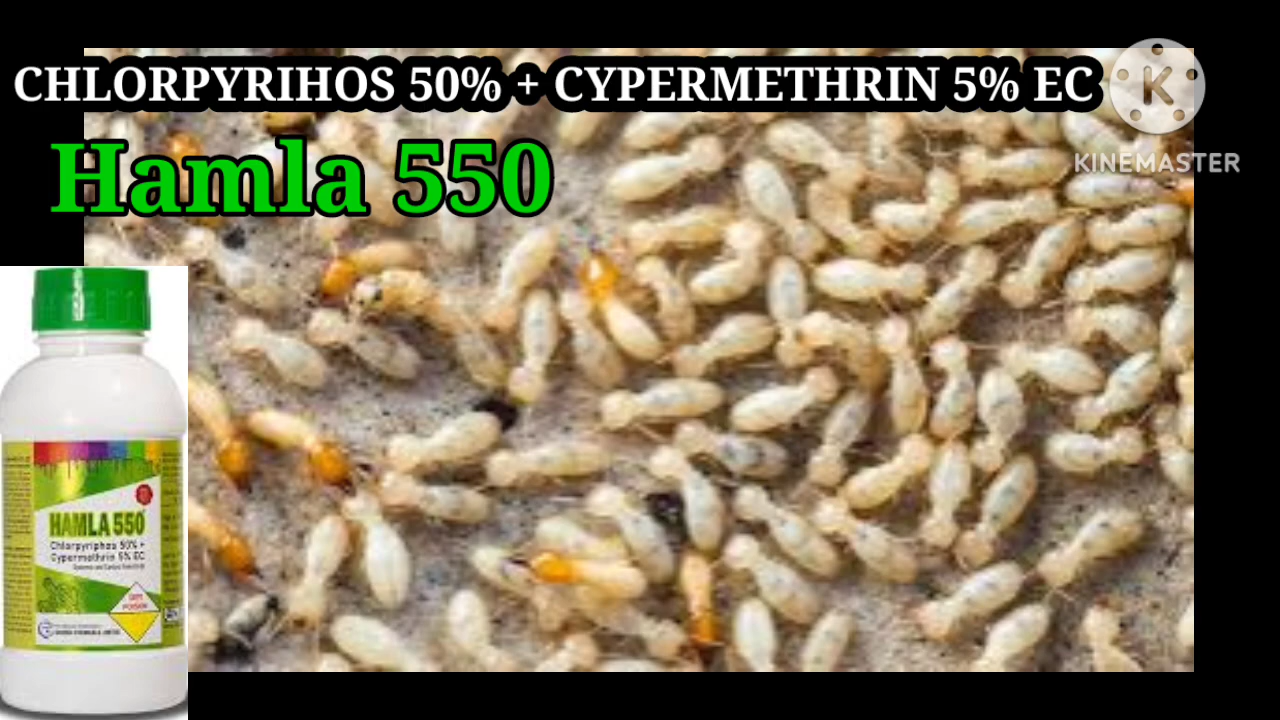 CHLORPYRIHOS 50% + CYPERMETHRIN 5% EC
Hamla 550
KINEMASTER
K
HAMLA 550
Chlorpyriphos 50% +
Cypermethrin 5% EC